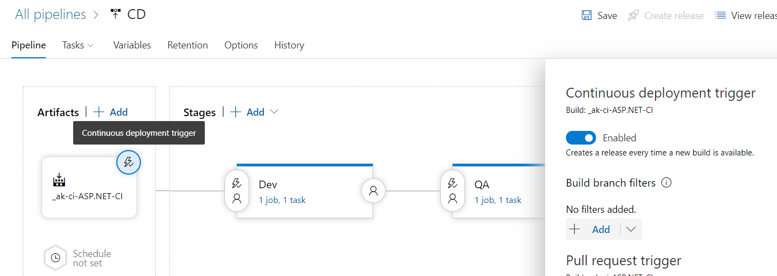 All pipelines > CD
Save Create release View relea
Pipeline Tasks Variables Retention Options History
Artifacts | + Add
Stages | + Add
Continuous deployment trigger
_ak-ci-ASP.NET-CI
Schedule
not set
Dev
1 job, 1 task
QA
1 job, 1 task
Continuous deployment trigger
Build: _ak-ci-ASP.NET-CI
Enabled
Creates a release every time a new build is available.
Build branch filters
No filters added.
+ Add
Pull request trigger